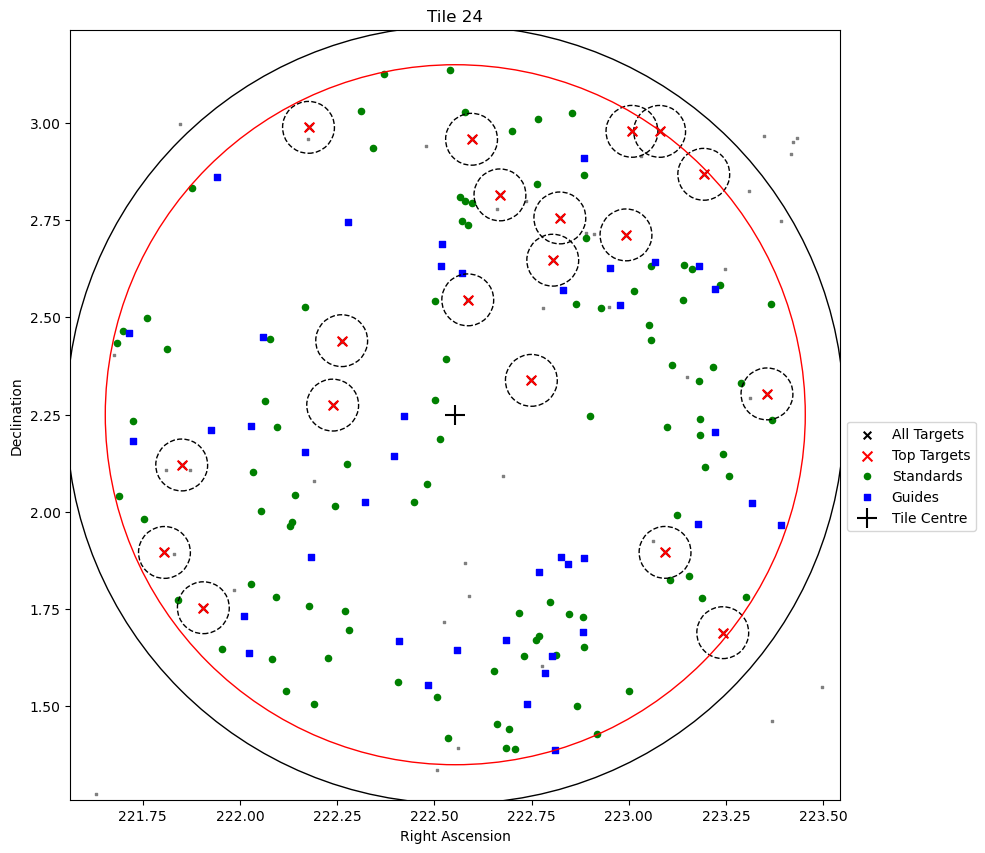 Tile 24
Declination
3.00
2.75
2.50
2.25
2.00
1.75
1.50
221.75 222.00 222.25 222.50 222.75 223.00 223.25 223.50
Right Ascension
All Targets
Top Targets
Standards
Guides
Tile Centre